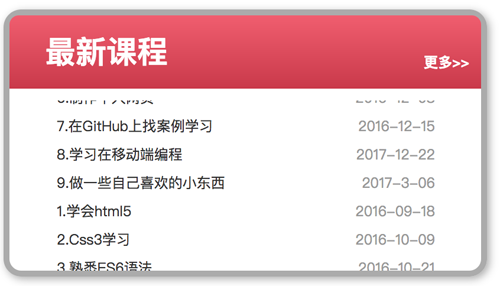 最新课程
更多>>
7.在GitHub上找案例学习 2016-12-15
8.学习在移动端编程 2017-12-22
9.做一些自己喜欢的小东西 2017-3-06
1.学会html5 2016-09-18
2.Css3学习 2016-10-09
3.熟悉ES6语法 2016-10-21